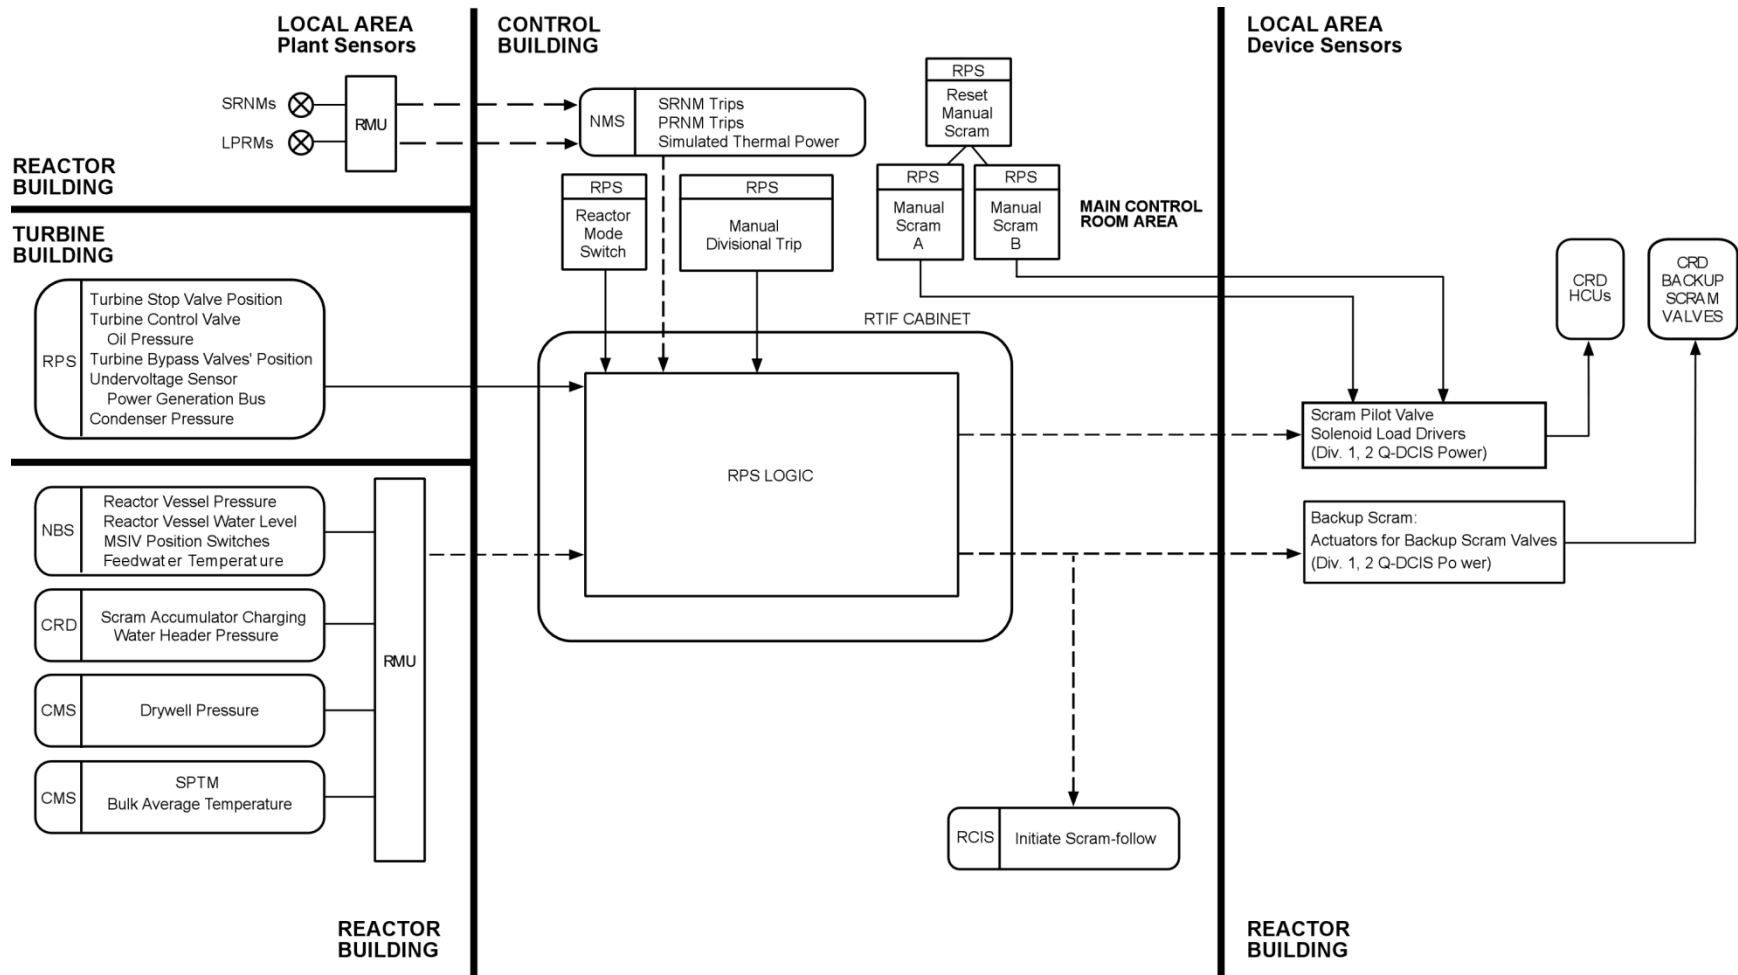 LOCAL AREA
Plant Sensors
CONTROL
BUILDING
LOCAL AREA
Device Sensors
SRNMs
LPRMs
RMU
REACTOR
BUILDING
NMS
SRNM Trips
PRNM Trips
Simulated Thermal Power
RPS
Reset
Manual
Scram
RPS
Reactor
Mode
Switch
RPS
Manual
Divisional Trip
RPS
Manual
Scram
A
RPS
Manual
Scram
B
MAIN CONTROL
ROOM AREA
TURBINE
BUILDING
RPS
Turbine Stop Valve Position
Turbine Control Valve
Oil Pressure
Turbine Bypass Valves' Position
Undervoltage Sensor
Power Generation Bus
Condenser Pressure
RTIF CABINET
RPS LOGIC
CRD
HCUs
CRD
BACKUP
SCRAM
VALVES
Scram Pilot Valve
Solenoid Load Drivers
(Div. 1, 2 Q-DCIS Power)
Backup Scram:
Actuators for Backup Scram Valves
(Div. 1, 2 Q-DCIS Po wer)
NBS
Reactor Vessel Pressure
Reactor Vessel Water Level
MSIV Position Switches
Feedwater Temperature
CRD
Scram Accumulator Charging
Water Header Pressure
CMS
Drywell Pressure
CMS
SPTM
Bulk Average Temperature
RMU
RCIS
Initiate Scram-follow
REACTOR
BUILDING
REACTOR
BUILDING